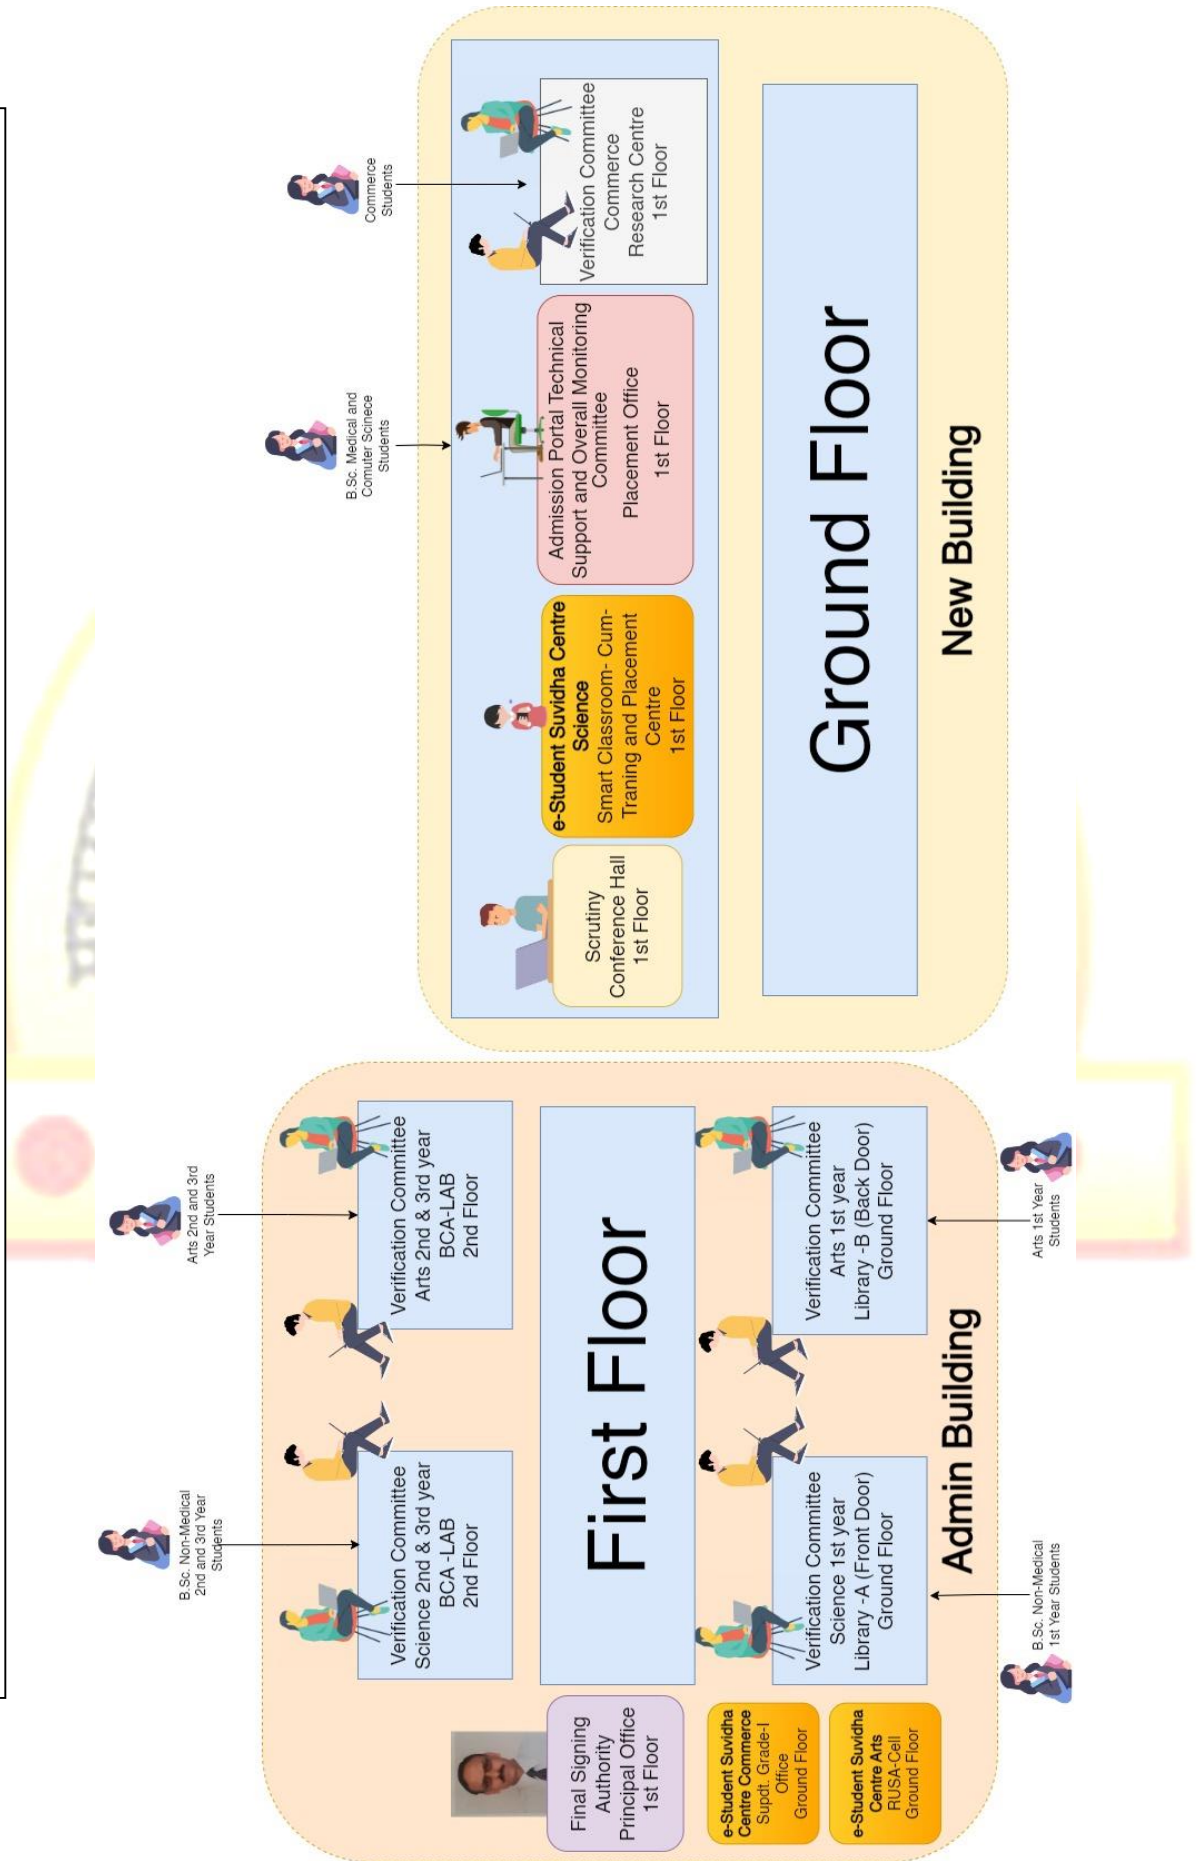 B.Sc. Non-Medical
2nd and 3rd Year
Students
Arts 2nd and 3rd
Year Students
Verification Committee
Science 2nd & 3rd year
BCA -LAB
2nd Floor
Verification Committee
Arts 2nd & 3rd year
BCA-LAB
2nd Floor
Final Signing
Authority
Principal Office
1st Floor
First Floor
e-Student Suvidha
Centre Commerce
Supdt. Grade-I
Office
Ground Floor
e-Student Suvidha
Centre Arts
RUSA-Cell
Ground Floor
Verification Committee
Science 1st year
Library -A (Front Door)
Ground Floor
Verification Committee
Arts 1st year
Library -B (Back Door)
Ground Floor
Admin Building
B.Sc. Non-Medical
1st Year Students
Arts 1st Year
Students
B.Sc. Medical and
Comuter Scinece
Students
Commerce
Students
Scrutiny
Conference Hall
1st Floor
e-Student Suvidha Centre
Science
Smart Classroom- Cum-
Traning and Placement
Centre
1st Floor
Admission Portal Technical
Support and Overall Monitoring
Committee
Placement Office
1st Floor
Verification Committee
Commerce
Research Centre
1st Floor
Ground Floor
New Building